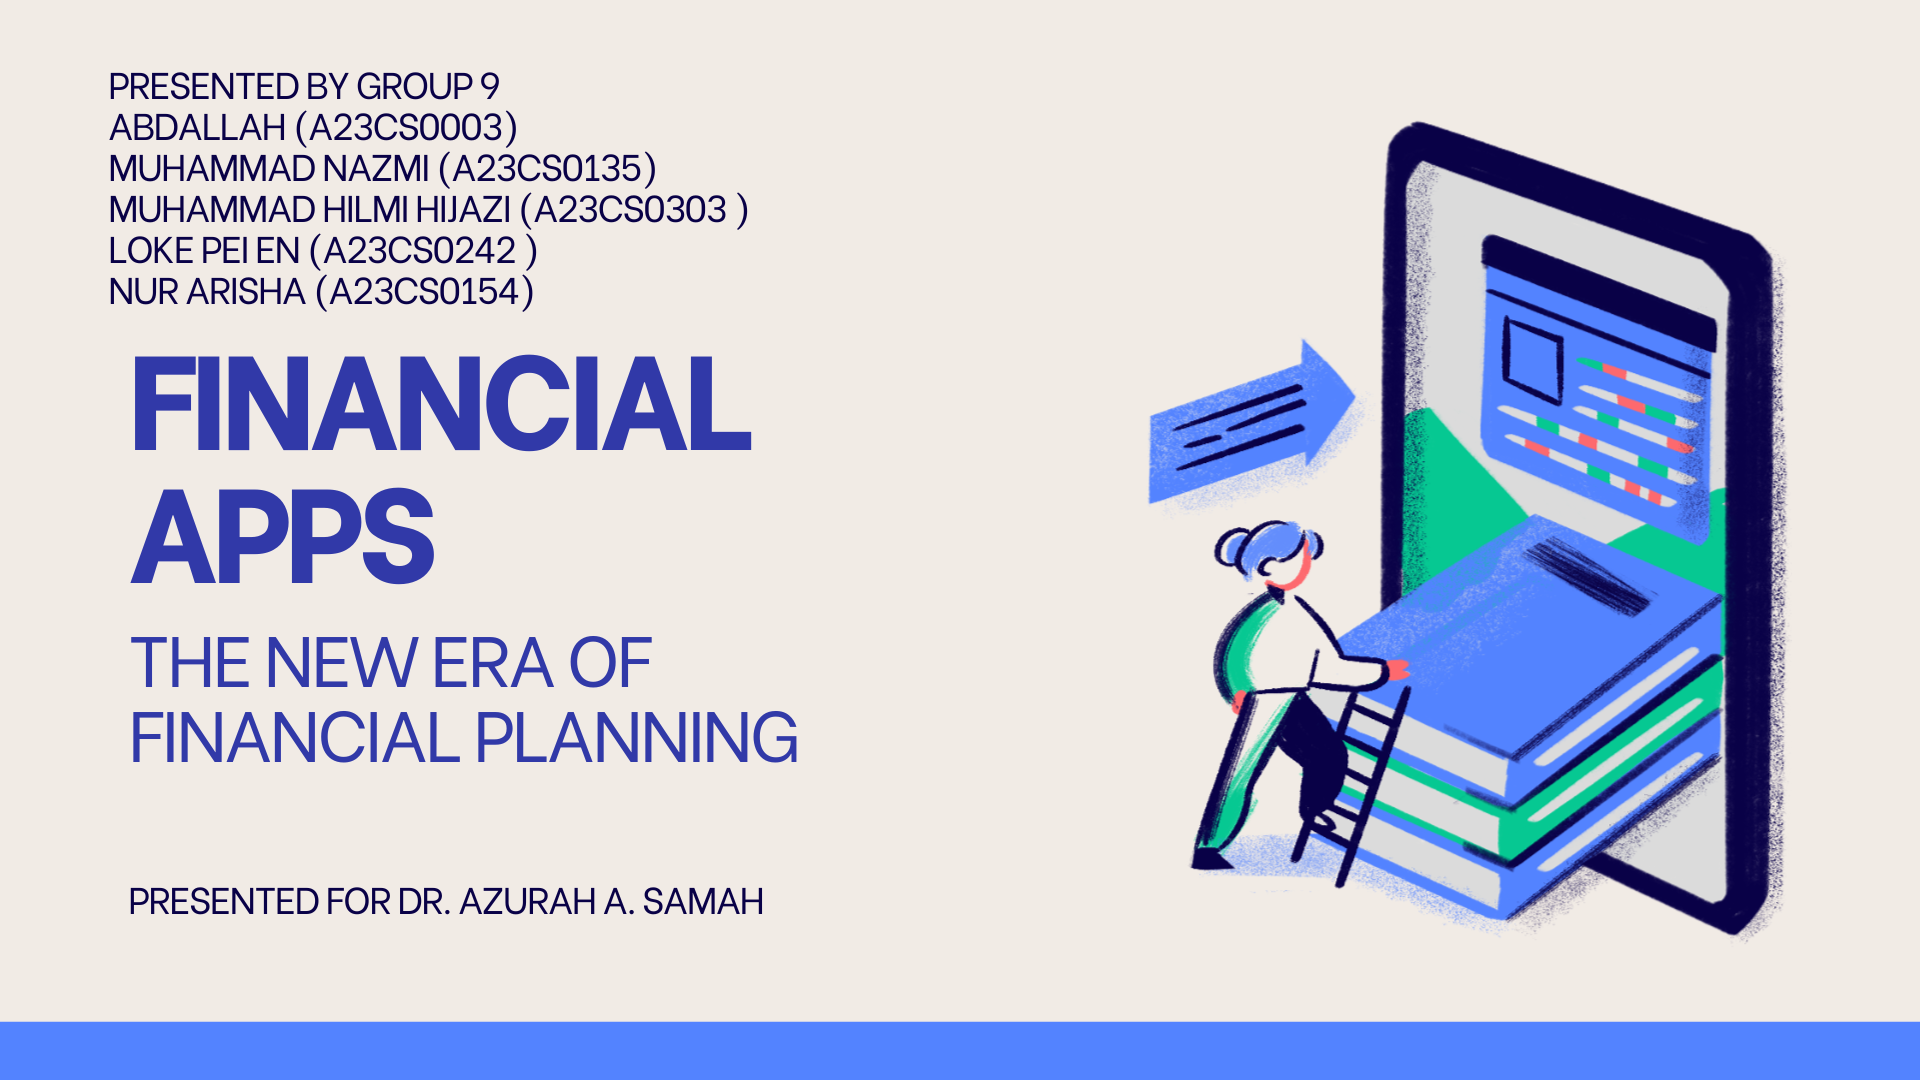 PRESENTED BY GROUP 9
ABDALLAH (A23CS0003)
MUHAMMAD NAZMI (A23CS0135)
MUHAMMAD HILMI HIJAZI (A23CS0303 )
LOKE PEI EN (A23CS0242 )
NUR ARISHA (A23CS0154)
FINANCIAL
APPS
THE NEW ERA OF
FINANCIAL PLANNING
PRESENTED FOR DR. AZURAH A. SAMAH